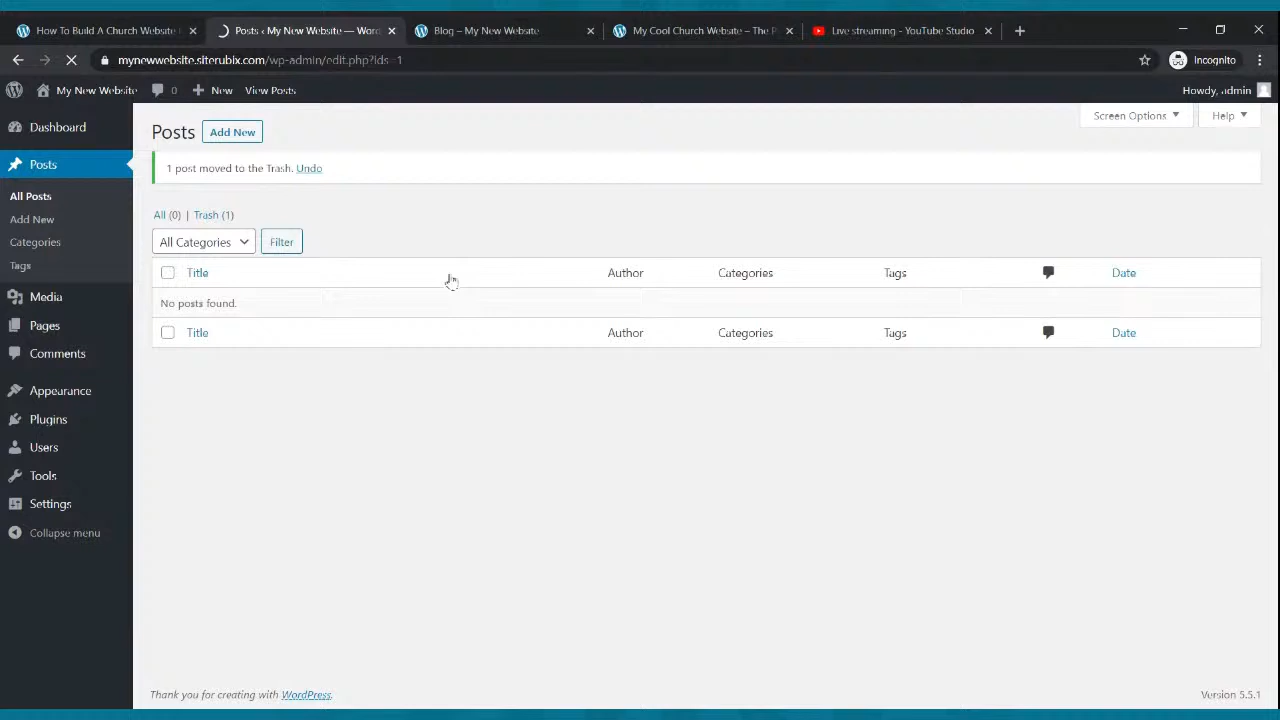 How To Build A Church Website
Posts ‹ My New Website — Word
Blog – My New Website
My Cool Church Website – The P
Live streaming - YouTube Studio
mynewwebsite.siterubix.com/wp-admin/edit.php?ids=1
Incognito
My New Website
0
New
View Posts
Howdy, admin
Dashboard
Posts
All Posts
Add New
Categories
Tags
Media
Pages
Comments
Appearance
Plugins
Users
Tools
Settings
Collapse menu
Screen Options
Help
Posts
Add New
1 post moved to the Trash. Undo
All (0) | Trash (1)
All Categories
Filter
Title
Author
Categories
Tags
Date
No posts found.
Title
Author
Categories
Tags
Date
Thank you for creating with WordPress.
Version 5.5.1